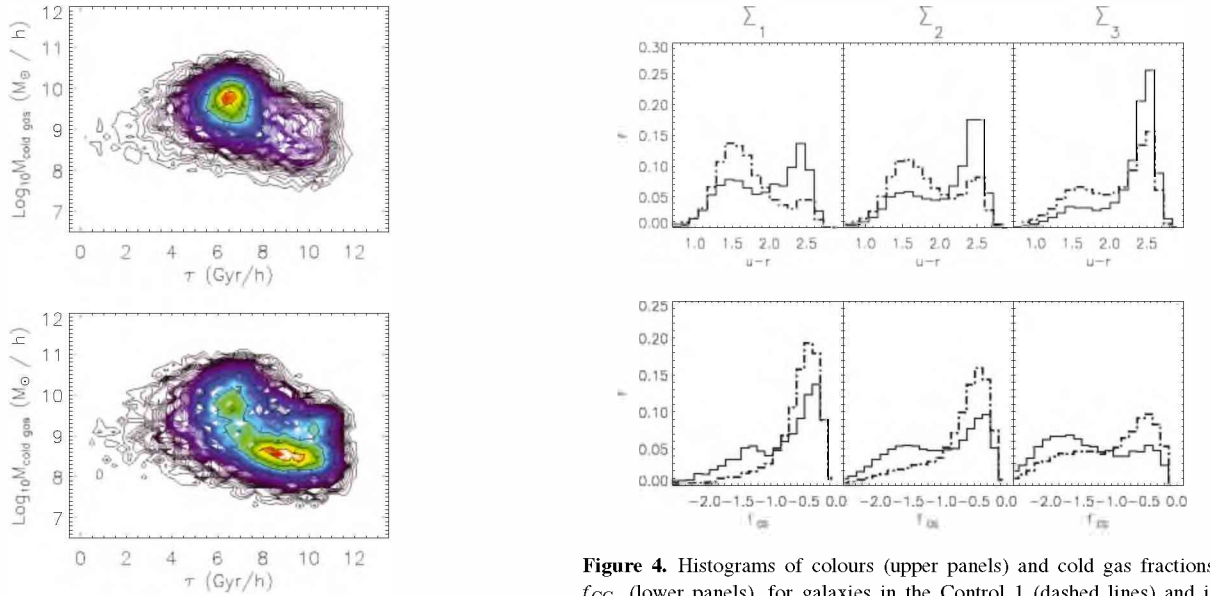 Log10Mcold gas (M⊙ / h)
12
11
10
9
8
7
0 2 4 6 8 10 12
τ (Gyr/h)
Log10Mcold gas (M⊙ / h)
12
11
10
9
8
7
0 2 4 6 8 10 12
τ (Gyr/h)
Σ1 Σ2 Σ3
0.30
0.25
0.20
0.15
0.10
0.05
0.00
1.0 1.5 2.0 2.5 1.0 1.5 2.0 2.5 1.0 1.5 2.0 2.5
u-r u-r u-r
0.25
0.20
0.15
0.10
0.05
0.00
-2.0 -1.5 -1.0 -0.5 0.0 -2.0 -1.5 -1.0 -0.5 0.0 -2.0 -1.5 -1.0 -0.5 0.0
Figure 4. Histograms of colours (upper panels) and cold gas fractions
(lower panels), for galaxies in the Control 1 (dashed lines) and